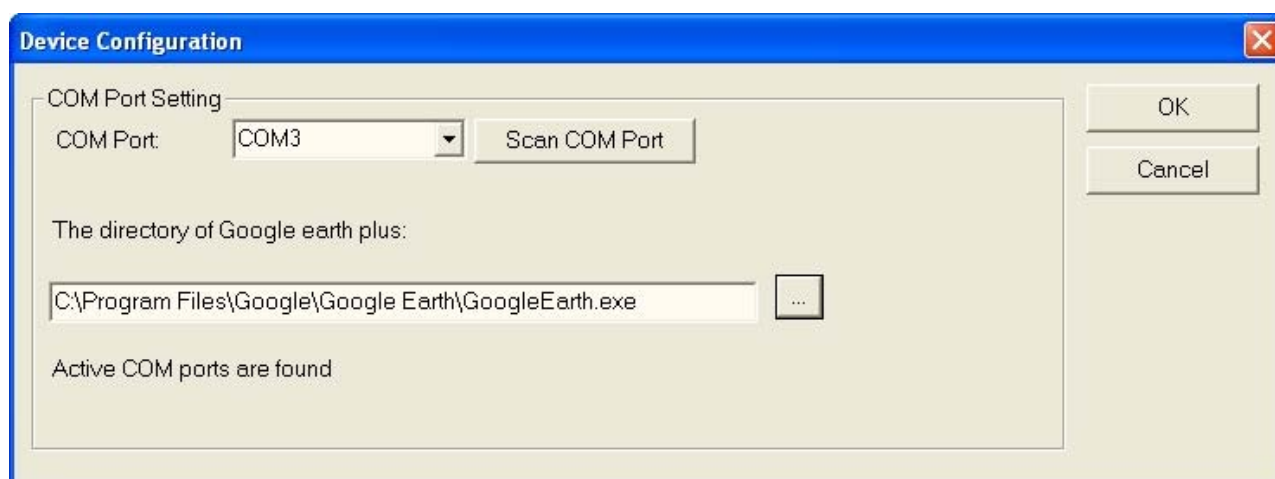 Device Configuration
COM Port Setting
OK
COM Port:
COM3
Scan COM Port
Cancel
The directory of Google earth plus:
C:\Program Files\Google\Google Earth\GoogleEarth.exe
...
Active COM ports are found